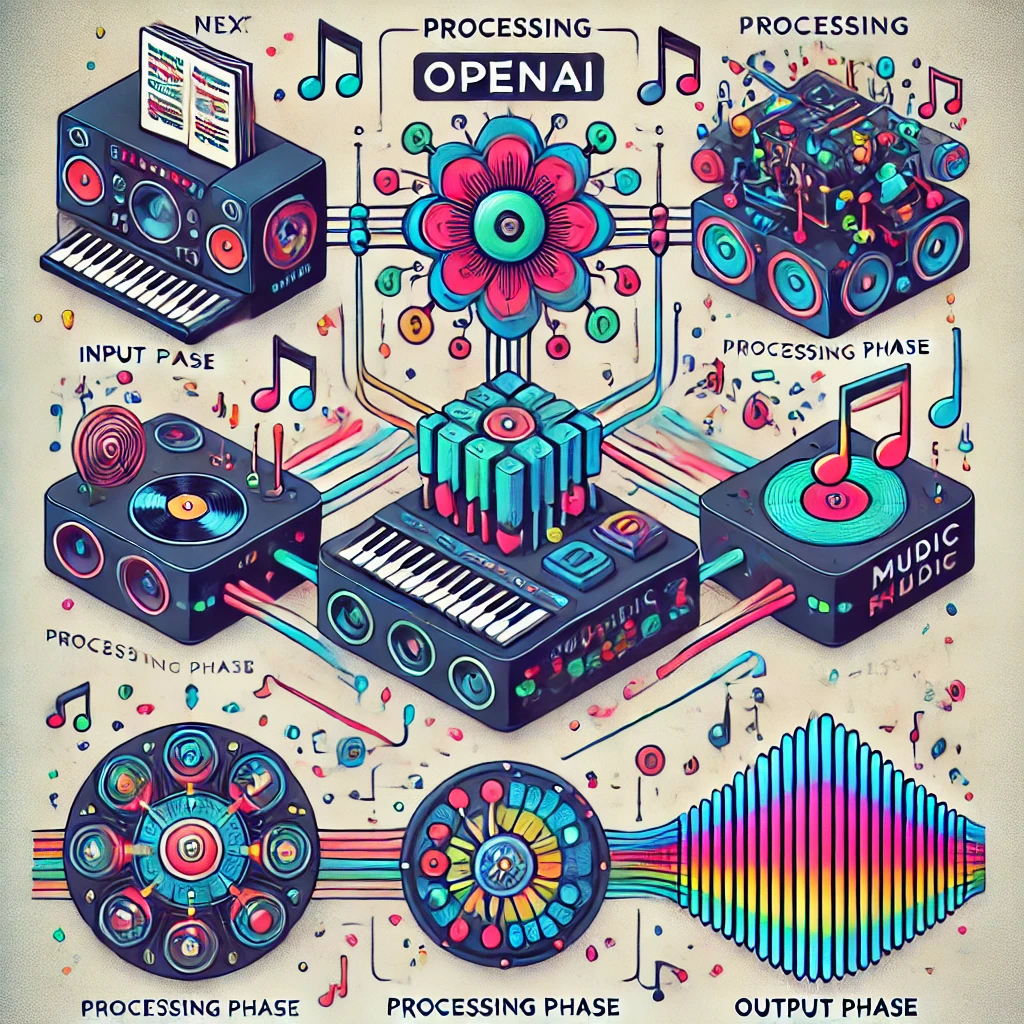 NEXT
PROCESSING
PROCESSING
OPENAI
INPUT PASE
PROCESSING PHASE
MUDIC
PROCESSING PHASE
PROCESSING PHASE
PROCESSING PHASE
OUTPUT PHASE